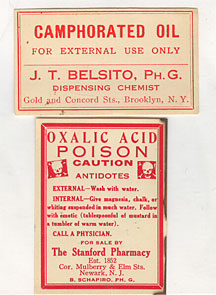 CAMPHORATED OIL
FOR EXTERNAL USE ONLY
J. T. BELSITO, PH. G.
DISPENSING CHEMIST
Gold and Concord Sts., Brooklyn, N. Y.
OXALIC ACID
POISON
CAUTION
ANTIDOTES
EXTERNAL—Wash with water.
INTERNAL—Give magnesia, chalk, or
whiting suspended in much water. Follow
with emetic (tablespoonful of mustard in
a tumbler of warm water).
CALL A PHYSICIAN.
FOR SALE BY
The Stanford Pharmacy
Est. 1852
Cor. Mulberry & Elm Sts.
Newark, N. J.
B. SCHAPIRO, PH. G.